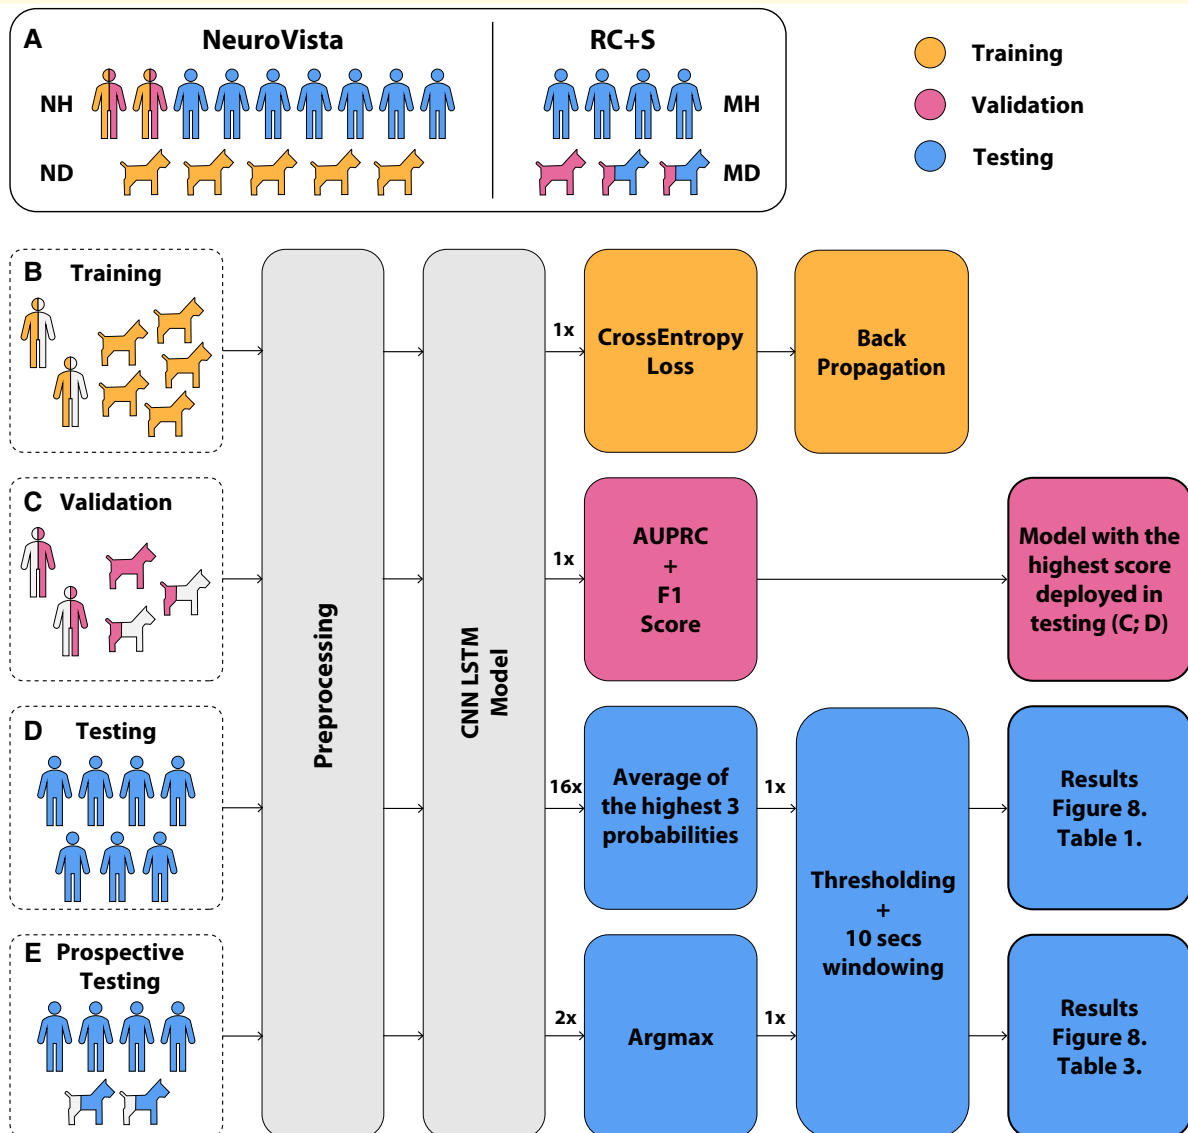 A
NeuroVista
RC+S
NH
MH
ND
MD
Training
Validation
Testing
B
Training
1x
CrossEntropy
Loss
Back
Propagation
C
Validation
1x
AUPRC
+
F1
Score
Model with the
highest score
deployed in
testing (C; D)
Preprocessing
CNN LSTM
Model
D
Testing
16x
Average of
the highest 3
probabilities
1x
Thresholding
+
10 secs
windowing
Results
Figure 8.
Table 1.
E
Prospective
Testing
2x
Argmax
1x
Results
Figure 8.
Table 3.